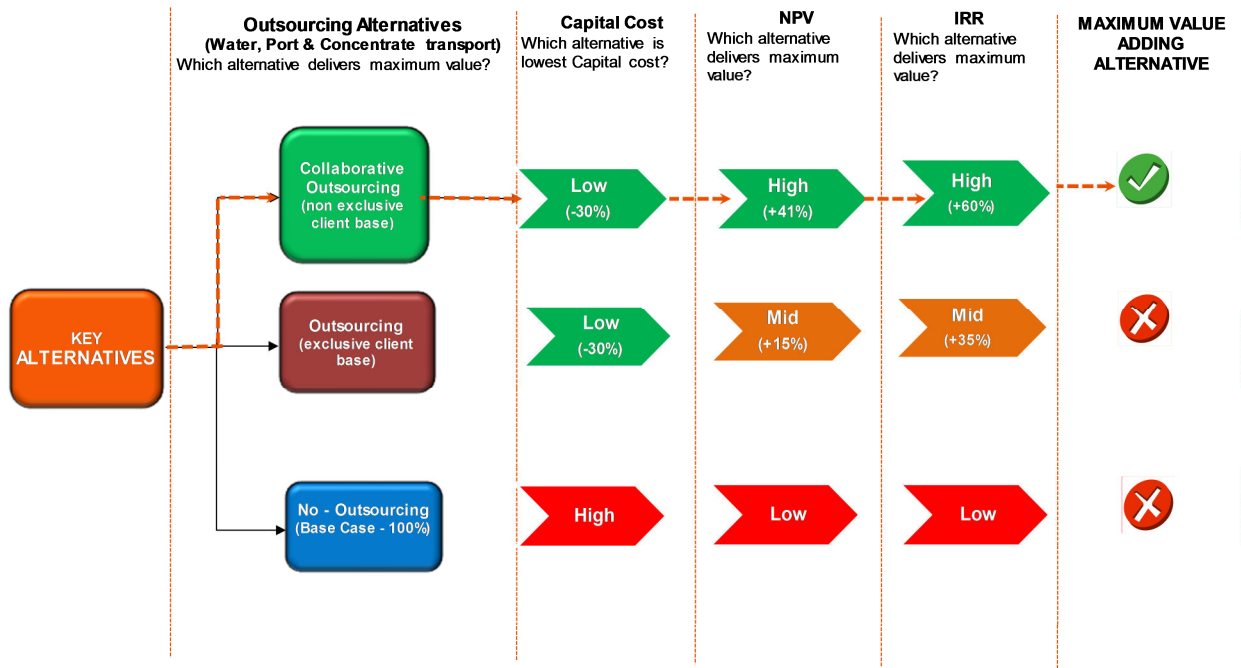 Outsourcing Alternatives
(Water, Port & Concentrate transport)
Which alternative delivers maximum value?
Capital Cost
Which alternative is
lowest Capital cost?
NPV
Which alternative
delivers maximum
value?
IRR
Which alternative
delivers maximum
value?
MAXIMUM VALUE
ADDING
ALTERNATIVE
KEY
ALTERNATIVES
Collaborative
Outsourcing
(non exclusive
client base)
Low
(-30%)
High
(+41%)
High
(+60%)
Outsourcing
(exclusive client
base)
Low
(-30%)
Mid
(+15%)
Mid
(+35%)
No - Outsourcing
(Base Case - 100%)
High
Low
Low